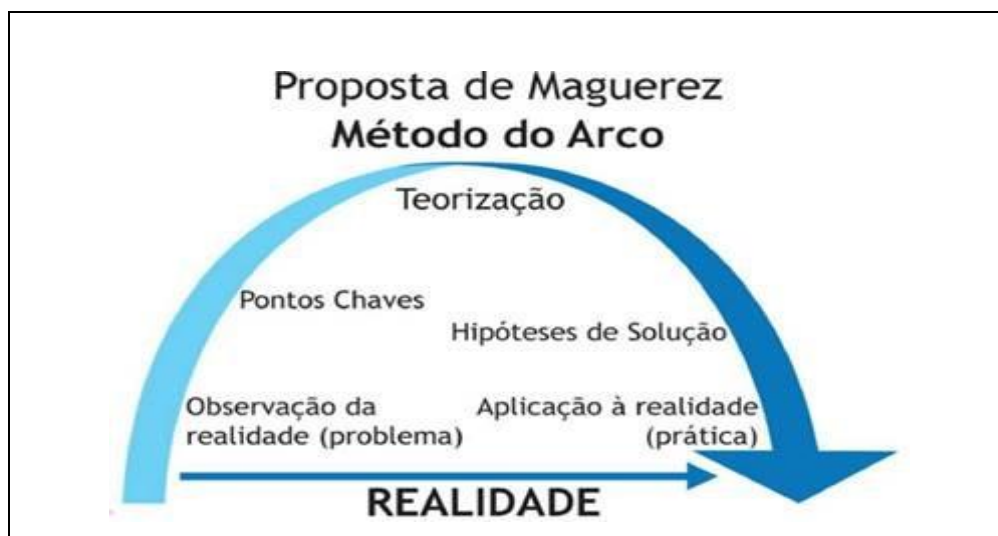 Proposta de Maguerez
Método do Arco
Teorização
Pontos Chaves
Hipóteses de Solução
Observação da
realidade (problema)
Aplicação à realidade
(prática)
REALIDADE